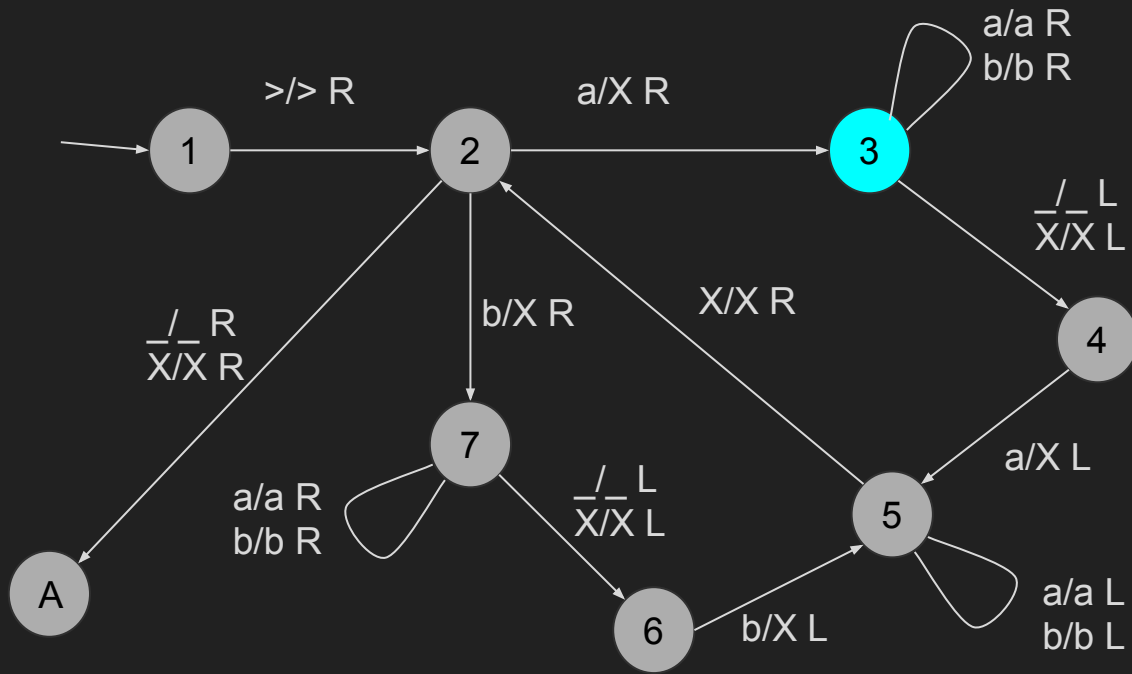 a/a R
b/b R
>/> R
a/X R
1
2
3
_/_ L
X/X L
_/_ R
X/X R
b/X R
X/X R
4
7
a/X L
a/a R
b/b R
_/_ L
X/X L
5
A
6
b/X L
a/a L
b/b L